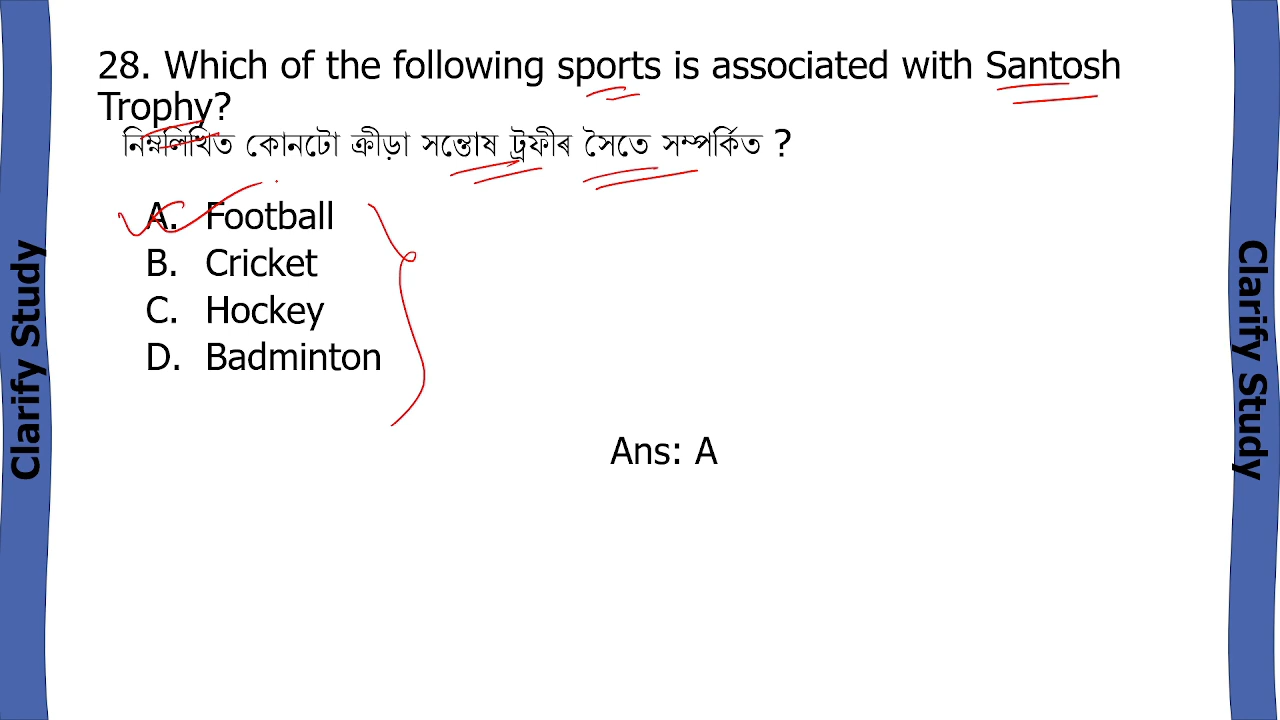 28. Which of the following sports is associated with Santosh
Trophy?
নিম্নলিখিত কোনটো ক্ৰীড়া সন্তোষ ট্ৰফীৰ সৈতে সম্পৰ্কিত ?
A. Football
B. Cricket
C. Hockey
D. Badminton
Ans: A
Clarify Study
Clarify Study